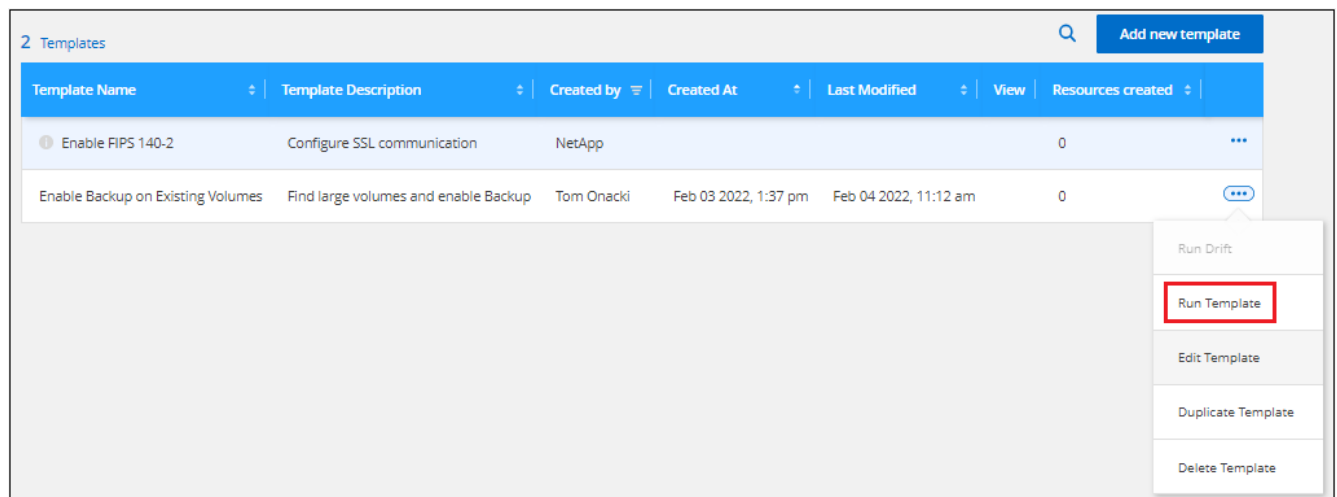 2 Templates
Add new template
Template Name Template Description Created by Created At Last Modified View Resources created
Enable FIPS 140-2 Configure SSL communication NetApp 0
Enable Backup on Existing Volumes Find large volumes and enable Backup Tom Onacki Feb 03 2022, 1:37 pm Feb 04 2022, 11:12 am 0
Run Drift
Run Template
Edit Template
Duplicate Template
Delete Template